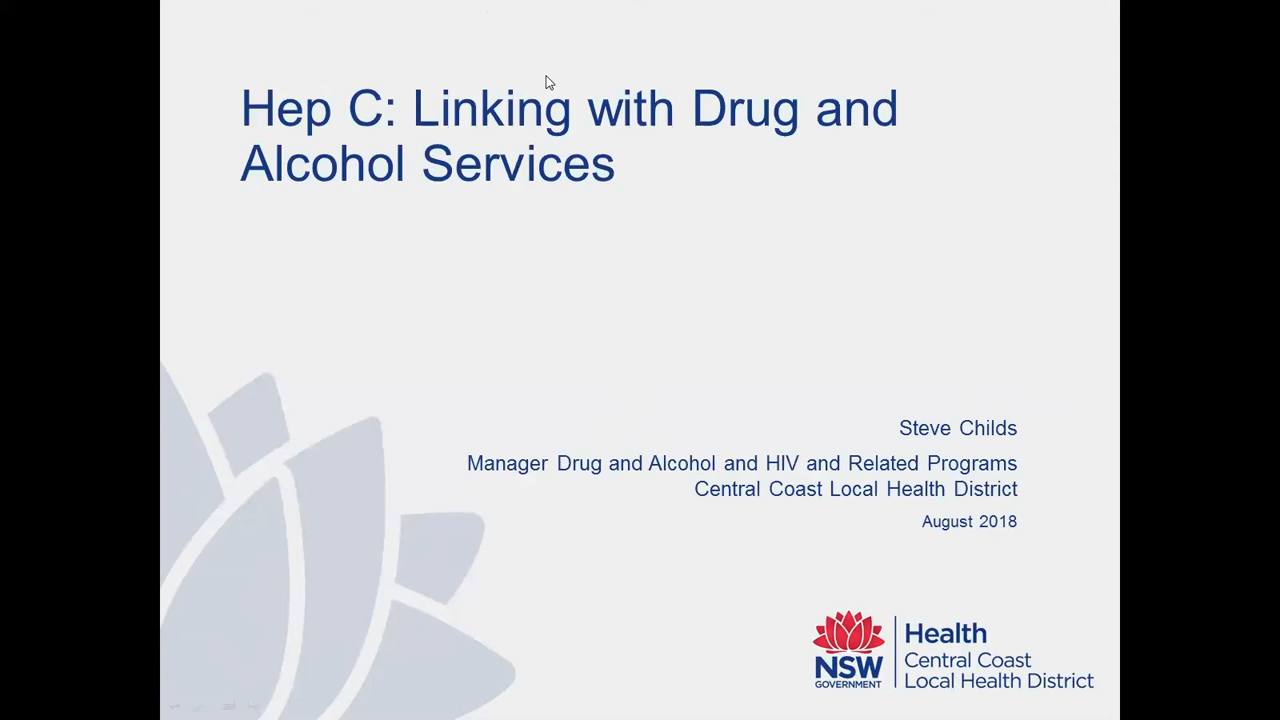 Hep C: Linking with Drug and
Alcohol Services
Steve Childs
Manager Drug and Alcohol and HIV and Related Programs
Central Coast Local Health District
August 2018
NSW
GOVERNMENT
Health
Central Coast
Local Health District